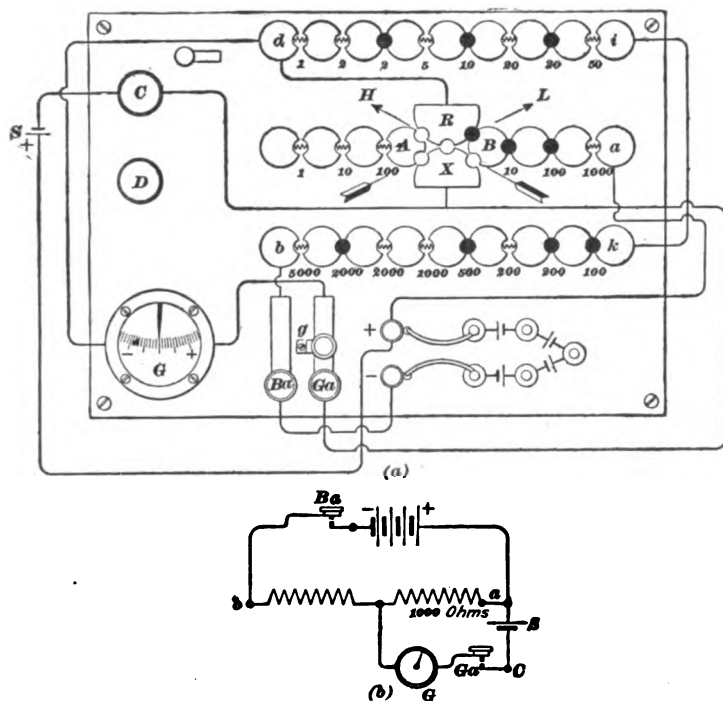 d i
1 2 2 5 10 20 20 50
C
H L
R
S
+
A B a
X
1 10 100 10 100 1000
D
b k
5000 2000 2000 1000 500 200 200 100
g +
- +
G
Ba Ga -
(a)
Ba - +
b a
1000 Ohms
S
Ga C
(b) G